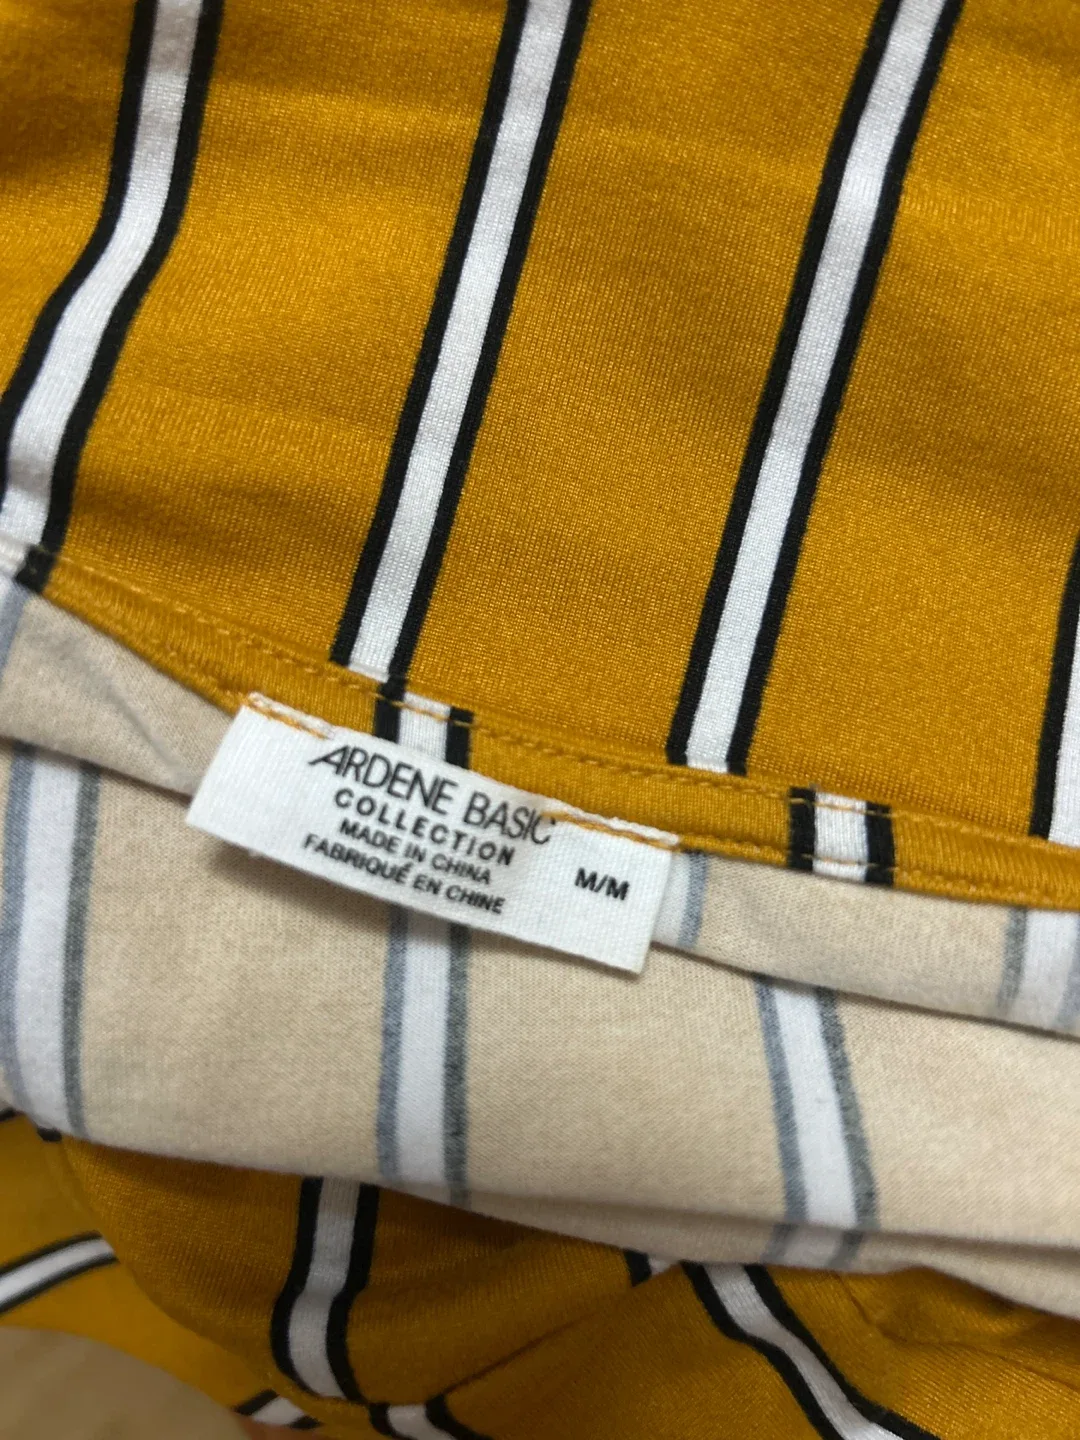 ARDENE BASIC
COLLECTION
MADE IN CHINA
FABRIQUÉ EN CHINE
M/M